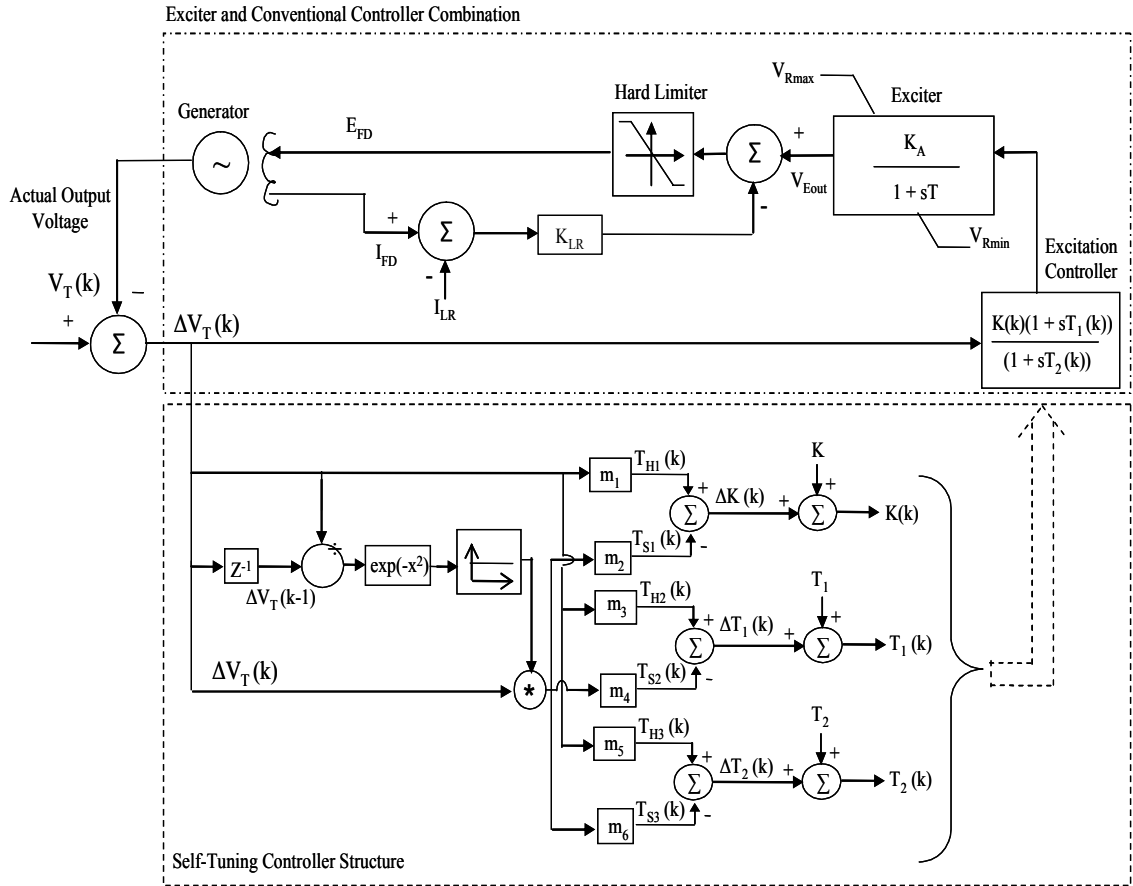 Exciter and Conventional Controller Combination
V_Rmax
Hard Limiter
Exciter
Generator
E_FD
K_A
1 + sT
+
Σ
V_Eout
-
~
Actual Output
Voltage
+
I_FD
Σ
K_LR
V_Rmin
Excitation
Controller
V_T(k)
–
-
I_LR
+
Σ
ΔV_T(k)
K(k)(1 + sT_1(k))
(1 + sT_2(k))
K
m_1
T_H1(k)
+
ΔK (k)
+
+
Σ
Σ
K(k)
T_S1(k)
-
m_2
÷
Z^-1
exp(-x^2)
ΔV_T(k-1)
m_3
T_H2(k)
T_1
+
ΔT_1(k)
+
+
Σ
Σ
T_1(k)
ΔV_T(k)
*
m_4
T_S2(k)
-
m_5
T_H3(k)
T_2
+
ΔT_2(k)
+
+
Σ
Σ
T_2(k)
T_S3(k)
-
m_6
Self-Tuning Controller Structure